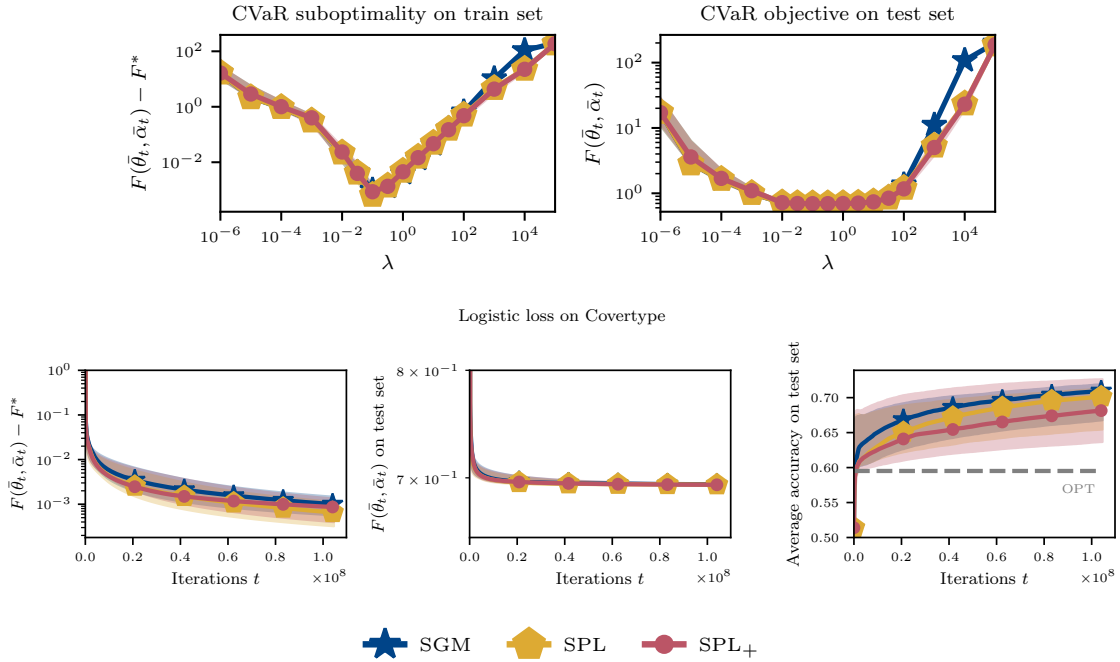 CVaR suboptimality on train set
CVaR objective on test set
F(θ̄_t, ᾱ_t) − F*
10^2
10^0
10^−2
10^−6
10^−4
10^−2
10^0
10^2
10^4
λ
F(θ̄_t, ᾱ_t)
10^2
10^1
10^0
10^−6
10^−4
10^−2
10^0
10^2
10^4
λ
Logistic loss on Covertype
F(θ̄_t, ᾱ_t) − F*
10^0
10^−1
10^−2
10^−3
0.0
0.2
0.4
0.6
0.8
1.0
Iterations t
×10^8
F(θ̄_t, ᾱ_t) on test set
8 × 10^−1
7 × 10^−1
0.0
0.2
0.4
0.6
0.8
1.0
Iterations t
×10^8
Average accuracy on test set
0.70
0.65
0.60
0.55
0.50
OPT
0.0
0.2
0.4
0.6
0.8
1.0
Iterations t
×10^8
SGM
SPL
SPL_+